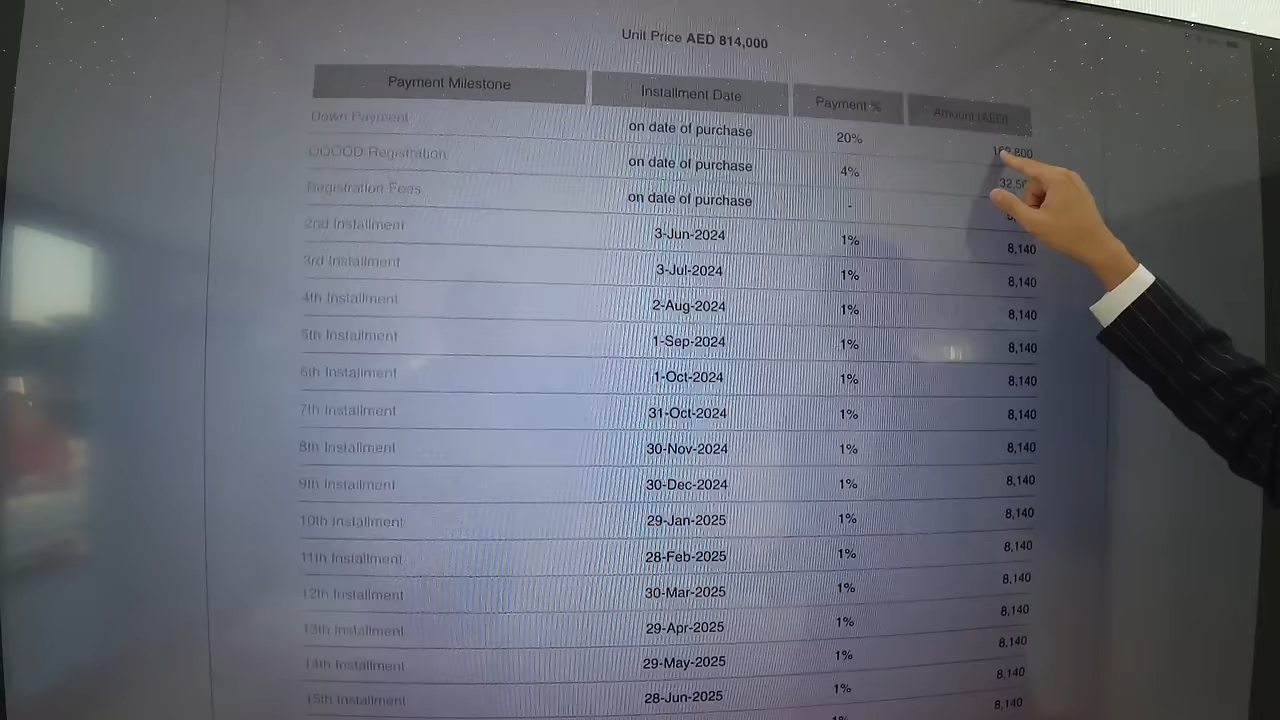 Unit Price AED 814,000
Payment Milestone Installment Date Payment % Amount (AED)
Down Payment on date of purchase 20%
OQOOD Registration on date of purchase 4%
Registration Fees on date of purchase -
2nd Installment 3-Jun-2024 1% 8,140
3rd Installment 3-Jul-2024 1% 8,140
4th Installment 2-Aug-2024 1% 8,140
5th Installment 1-Sep-2024 1% 8,140
6th Installment 1-Oct-2024 1% 8,140
7th Installment 31-Oct-2024 1% 8,140
8th Installment 30-Nov-2024 1% 8,140
9th Installment 30-Dec-2024 1% 8,140
10th Installment 29-Jan-2025 1% 8,140
11th Installment 28-Feb-2025 1% 8,140
12th Installment 30-Mar-2025 1% 8,140
13th Installment 29-Apr-2025 1% 8,140
14th Installment 29-May-2025 1% 8,140
15th Installment 28-Jun-2025 1% 8,140
1% 8,140